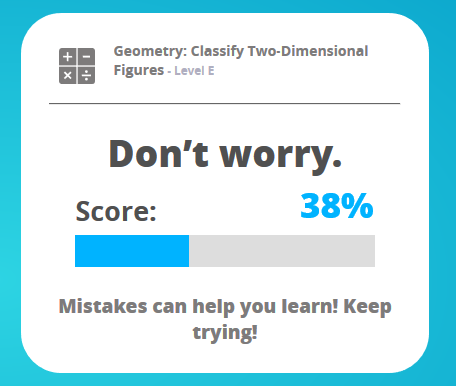 Geometry: Classify Two-Dimensional
Figures - Level E
Don’t worry.
Score:
38%
Mistakes can help you learn! Keep
trying!